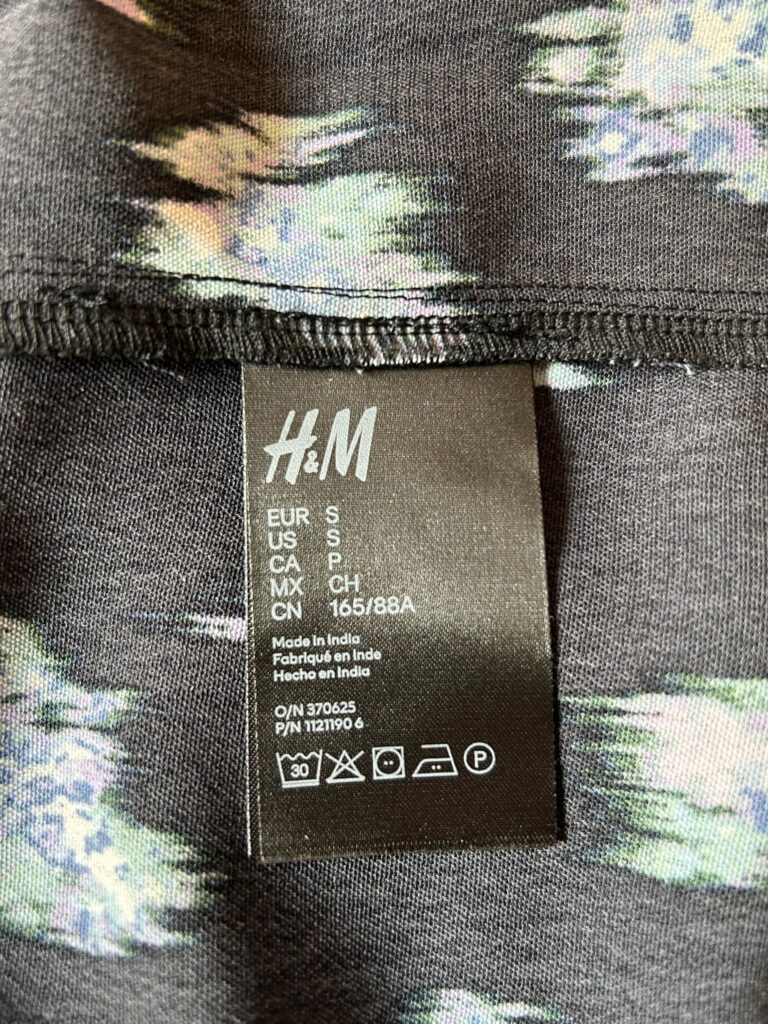 H&M
EUR S
US S
CA P
MX CH
CN 165/88A
Made in India
Fabriqué en Inde
Hecho en India
O/N 370625
P/N 1121190 6
30 P